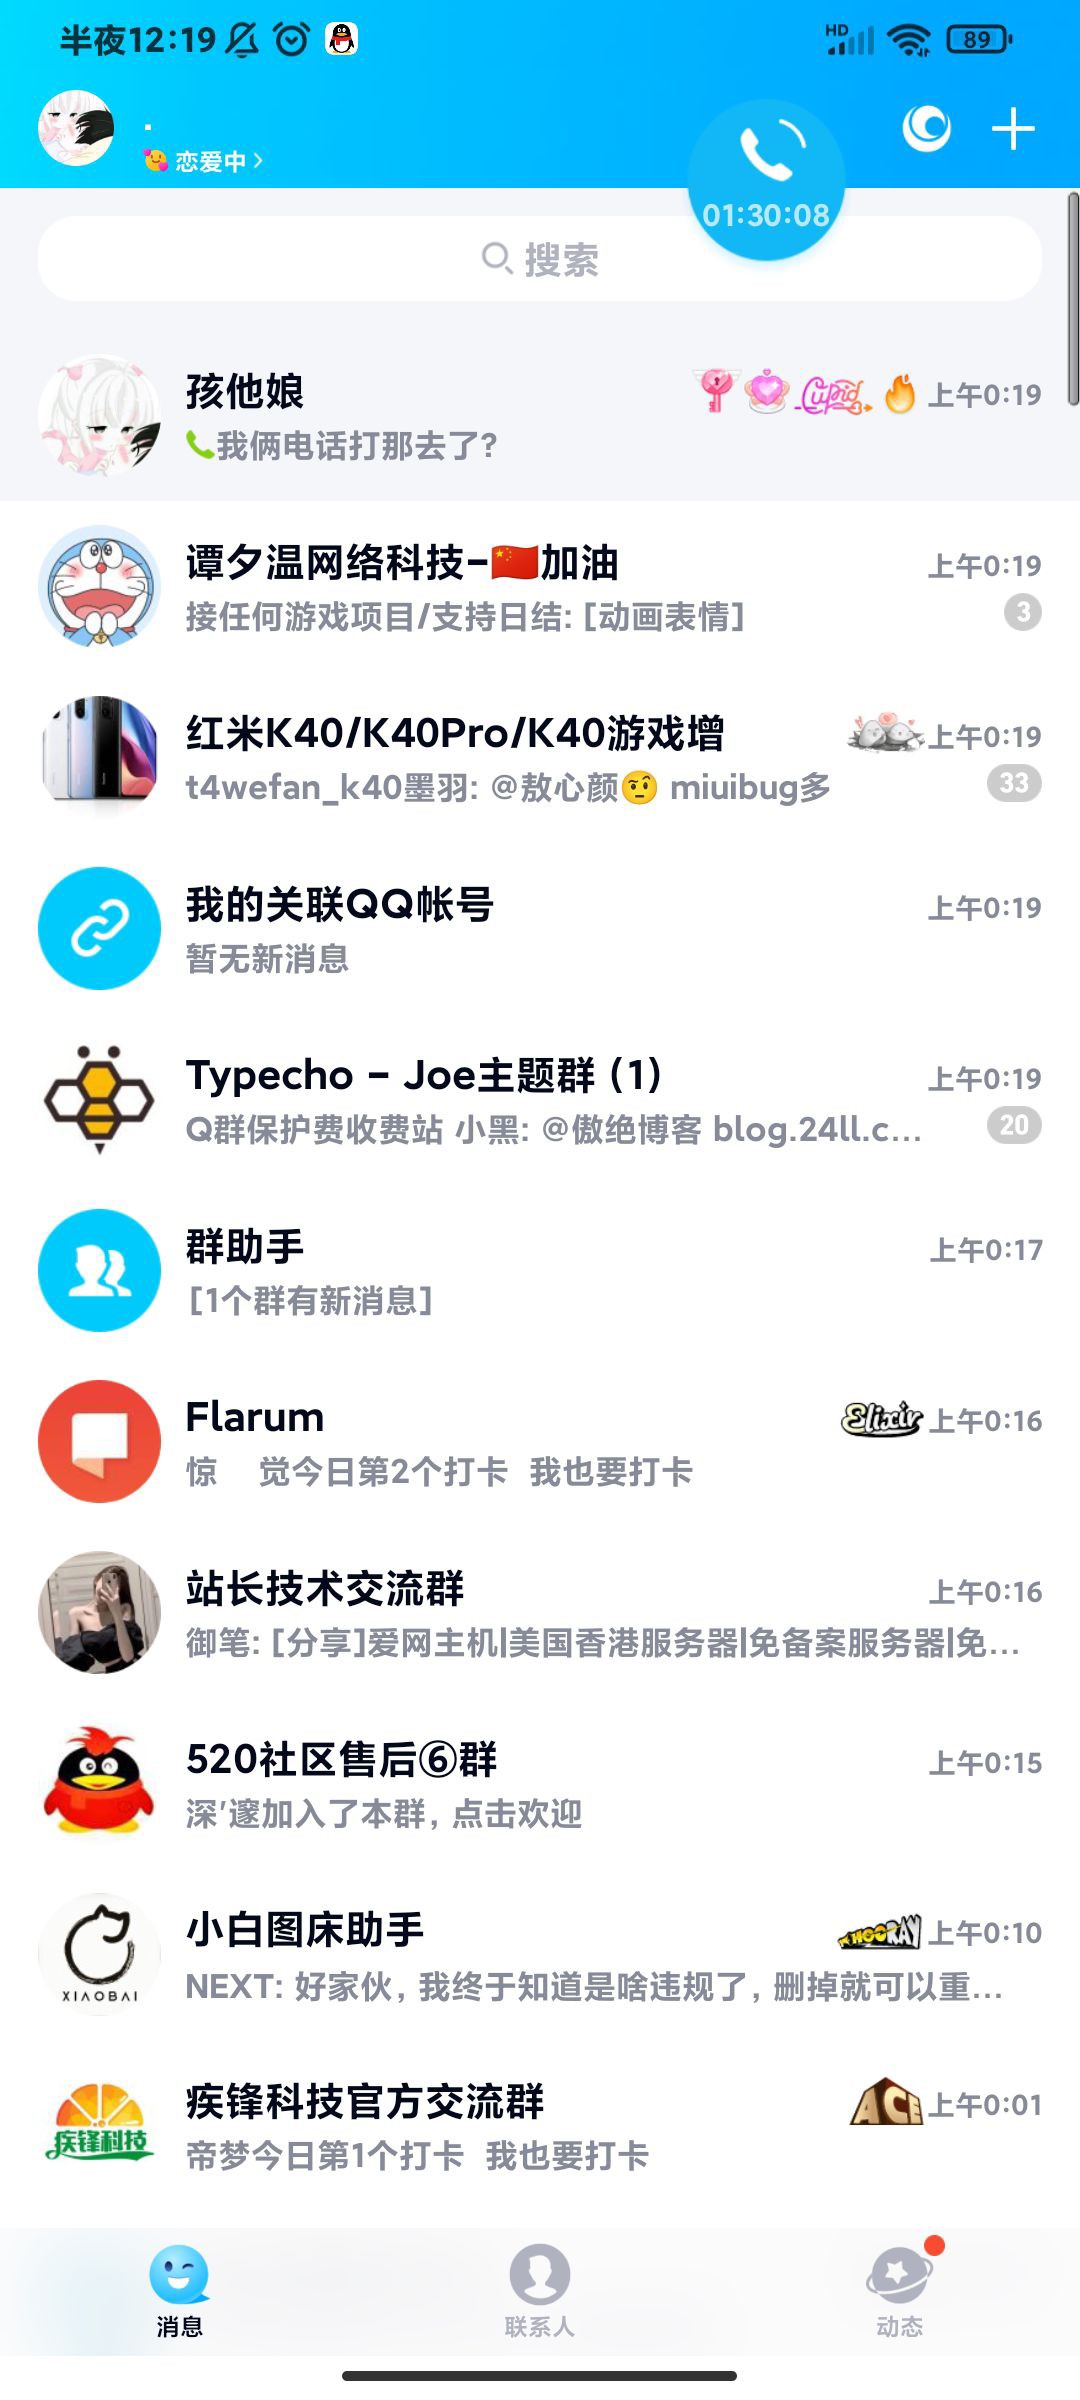 半夜12:19
HD
89
.
恋爱中
01:30:08
搜索
孩他娘
Cupid
上午0:19
我俩电话打那去了?
谭夕温网络科技-🇨🇳加油
上午0:19
接任何游戏项目/支持日结: [动画表情]
3
红米K40/K40Pro/K40游戏增
上午0:19
t4wefan_k40墨羽: @敖心颜🤨 miuibug多
33
我的关联QQ帐号
上午0:19
暂无新消息
Typecho - Joe主题群 (1)
上午0:19
Q群保护费收费站 小黑: @傲绝博客 blog.24ll.c...
20
群助手
上午0:17
[1个群有新消息]
Flarum
Elixir
上午0:16
惊 觉今日第2个打卡 我也要打卡
站长技术交流群
上午0:16
御笔: [分享]爱网主机|美国香港服务器|免备案服务器|免...
520社区售后⑥群
上午0:15
深′邃加入了本群, 点击欢迎
小白图床助手
HOORAY
上午0:10
XIAOBAI
NEXT: 好家伙, 我终于知道是啥违规了, 删掉就可以重...
疾锋科技官方交流群
ACE
上午0:01
疾锋科技
帝梦今日第1个打卡 我也要打卡
消息
联系人
动态